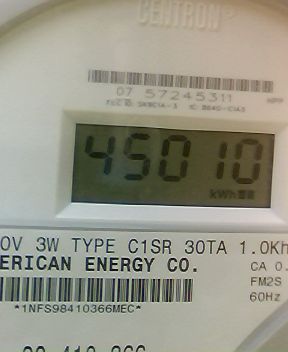 CENTRON®
07 57245311
45010
kWh
0V 3W TYPE C1SR 30TA 1.0Kh
ERICAN ENERGY CO.
CA 0.
FM2S
60Hz
*1NFS98410366MEC*